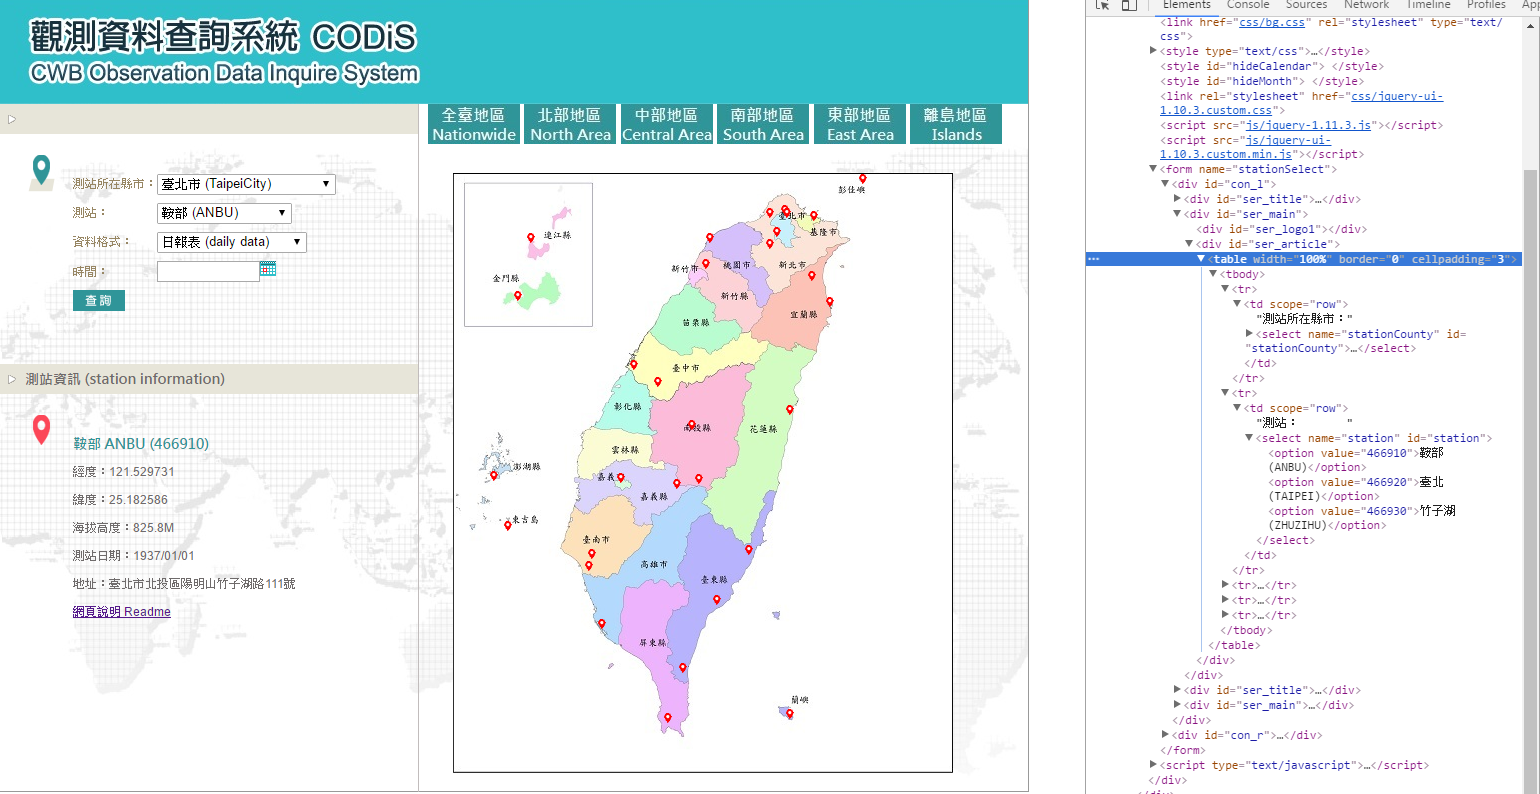 觀測資料查詢系統 CODiS
CWB Observation Data Inquire System
全臺地區
Nationwide
北部地區
North Area
中部地區
Central Area
南部地區
South Area
東部地區
East Area
離島地區
Islands
測站所在縣市：臺北市 (TaipeiCity)
測站：鞍部 (ANBU)
資料格式：日報表 (daily data)
時間：
查詢
測站資訊 (station information)
鞍部 ANBU (466910)
經度：121.529731
緯度：25.182586
海拔高度：825.8M
測站日期：1937/01/01
地址：臺北市北投區陽明山竹子湖路111號
網頁說明 Readme
彭佳嶼
臺北市
基隆市
連江縣
新竹市
桃園市
新北市
金門縣
新竹縣
宜蘭縣
苗栗縣
臺中市
彰化縣
南投縣
花蓮縣
雲林縣
澎湖縣
嘉義
嘉義縣
東吉島
臺南市
高雄市
臺東縣
屏東縣
蘭嶼
Elements Console Sources Network Timeline Profiles
<link href="css/bg.css" rel="stylesheet" type="text/
css">
<style type="text/css">…</style>
<style id="hideCalendar"> </style>
<style id="hideMonth"> </style>
<link rel="stylesheet" href="css/jquery-ui-
1.10.3.custom.css">
<script src="js/jquery-1.11.3.js"></script>
<script src="js/jquery-ui-
1.10.3.custom.min.js"></script>
<form name="stationSelect">
<div id="con_l">
<div id="ser_title">…</div>
<div id="ser_main">
<div id="ser_logo1"></div>
<div id="ser_article">
<table width="100%" border="0" cellpadding="3">
<tbody>
<tr>
<td scope="row">
"測站所在縣市："
<select name="stationCounty" id=
"stationCounty">…</select>
</td>
</tr>
<tr>
<td scope="row">
"測站： "
<select name="station" id="station">
<option value="466910">鞍部
(ANBU)</option>
<option value="466920">臺北
(TAIPEI)</option>
<option value="466930">竹子湖
(ZHUZIHU)</option>
</select>
</td>
</tr>
<tr>…</tr>
<tr>…</tr>
<tr>…</tr>
</tbody>
</table>
</div>
</div>
<div id="ser_title">…</div>
<div id="ser_main">…</div>
</div>
<div id="con_r">…</div>
</form>
<script type="text/javascript">…</script>
</div>